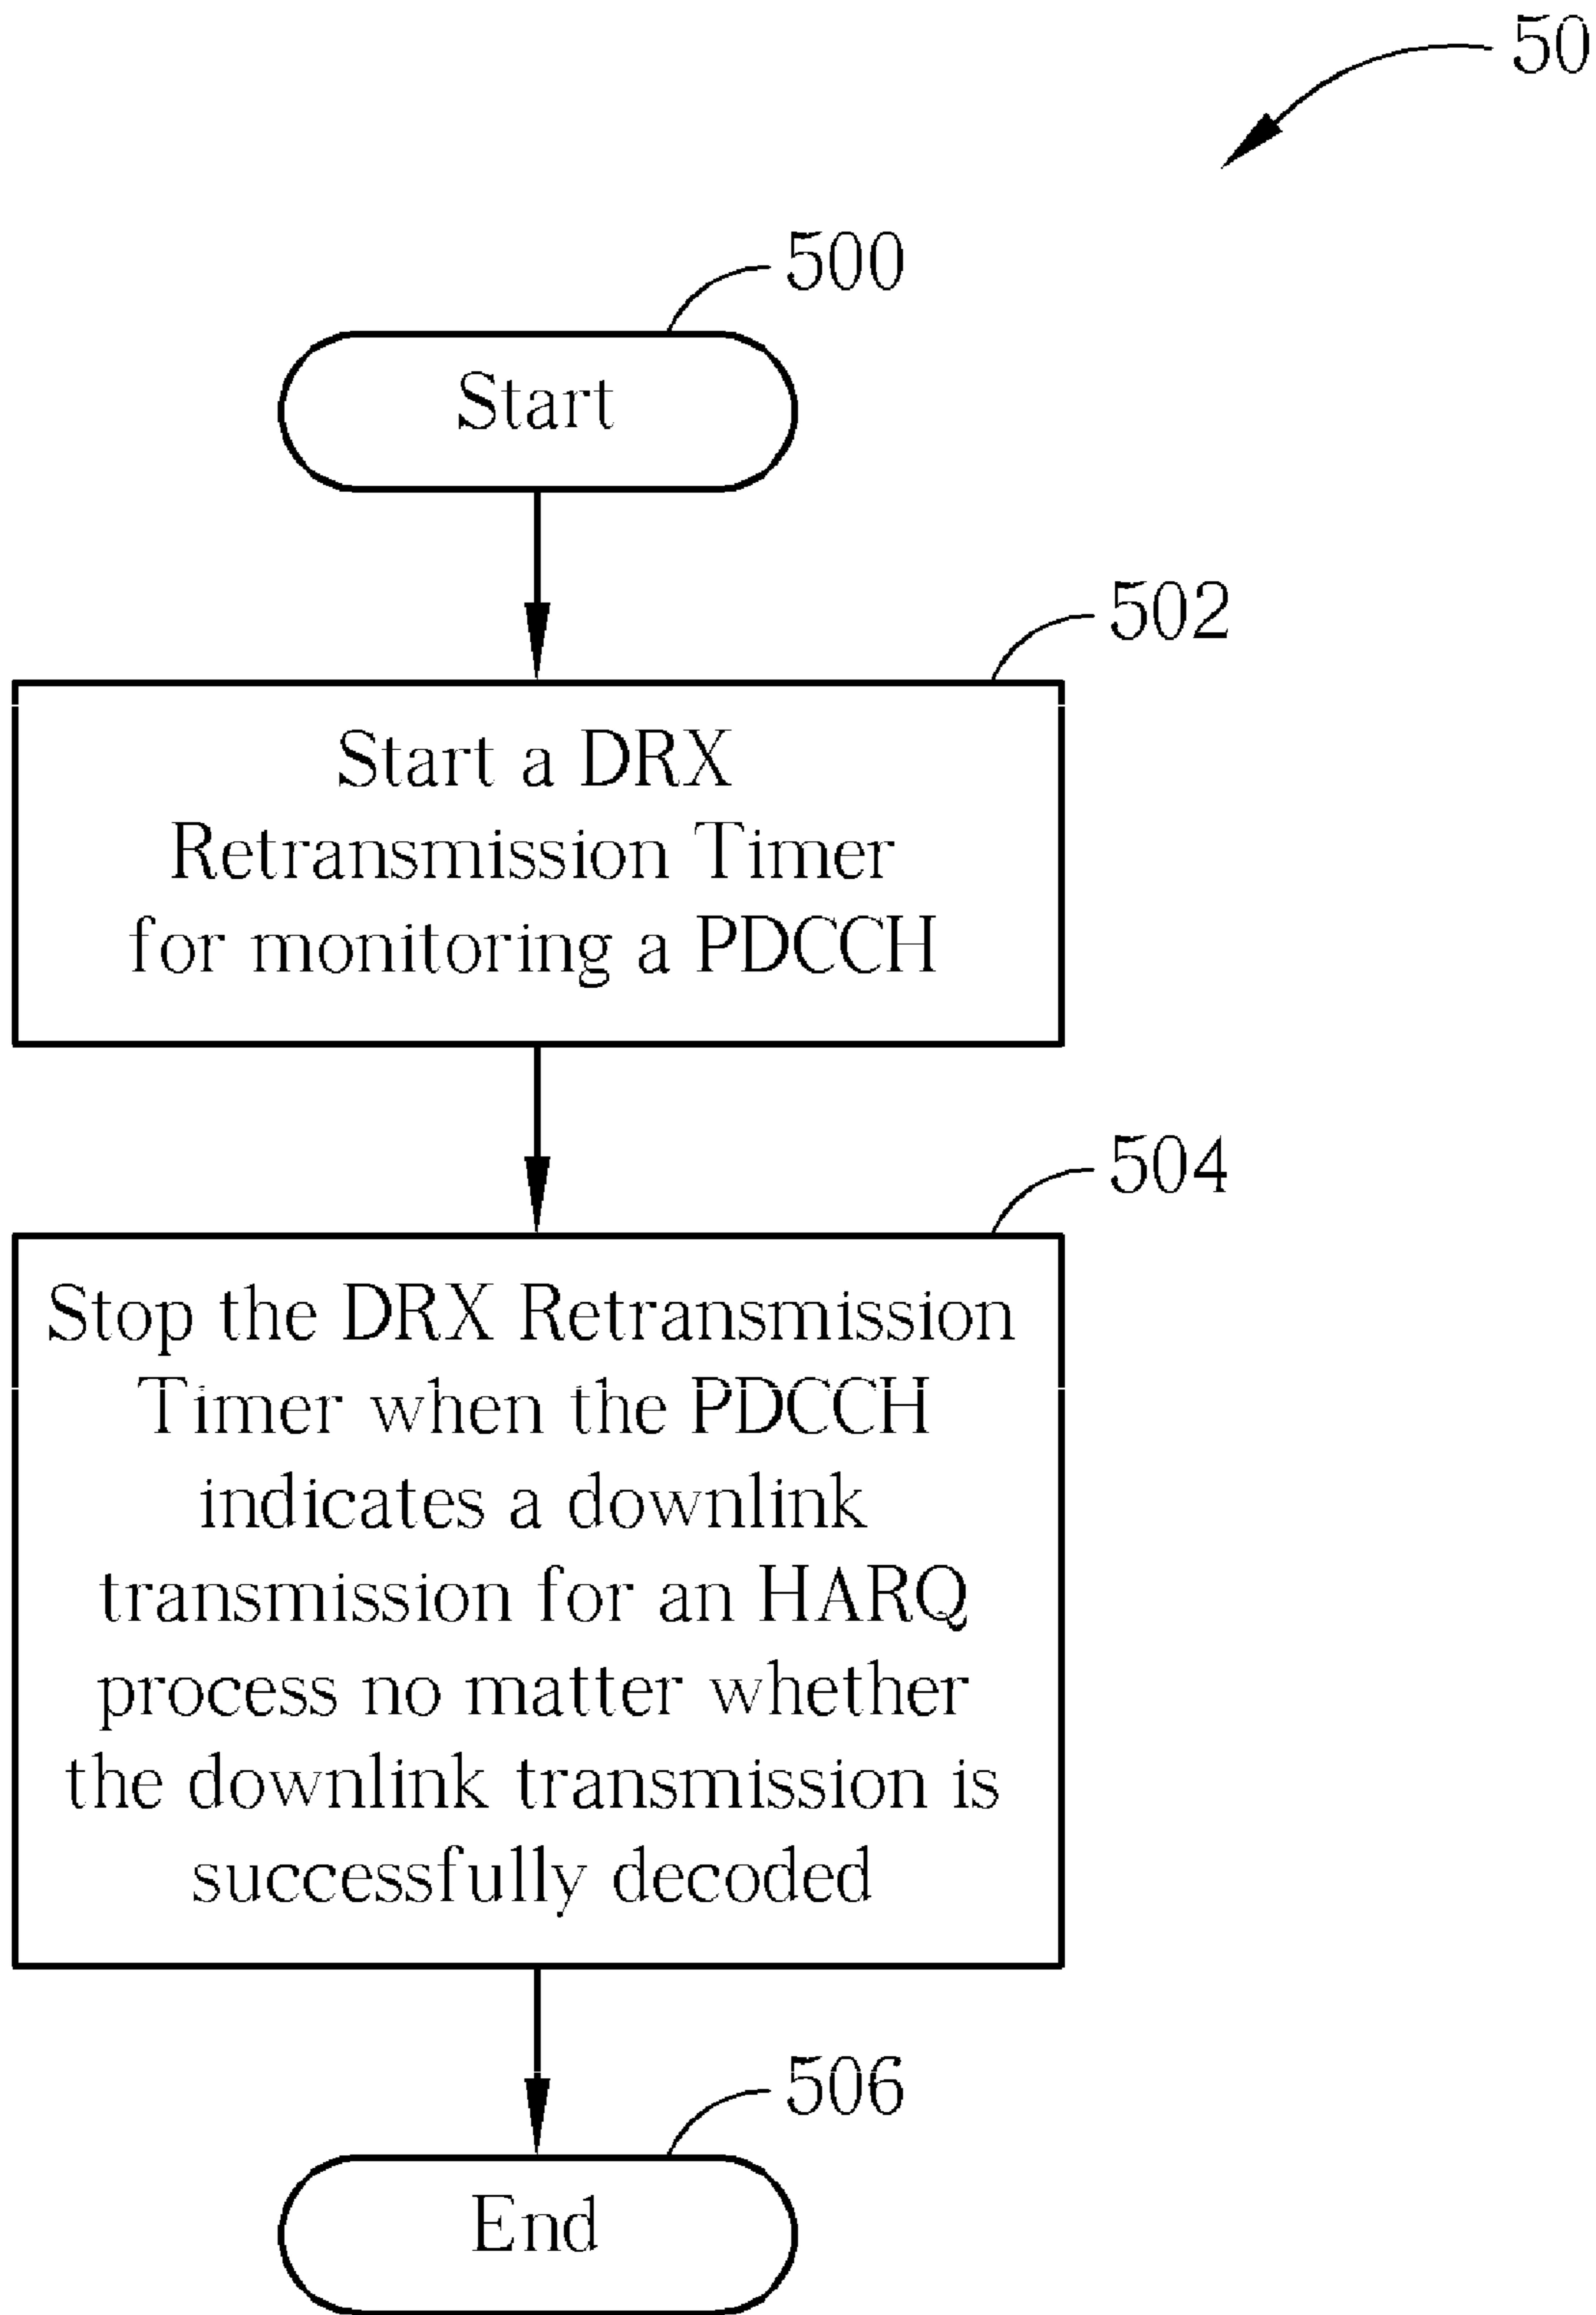 50
500
Start
502
Start a DRX
Retransmission Timer
for monitoring a PDCCH
504
Stop the DRX Retransmission
Timer when the PDCCH
indicates a downlink
transmission for an HARQ
process no matter whether
the downlink transmission is
successfully decoded
506
End